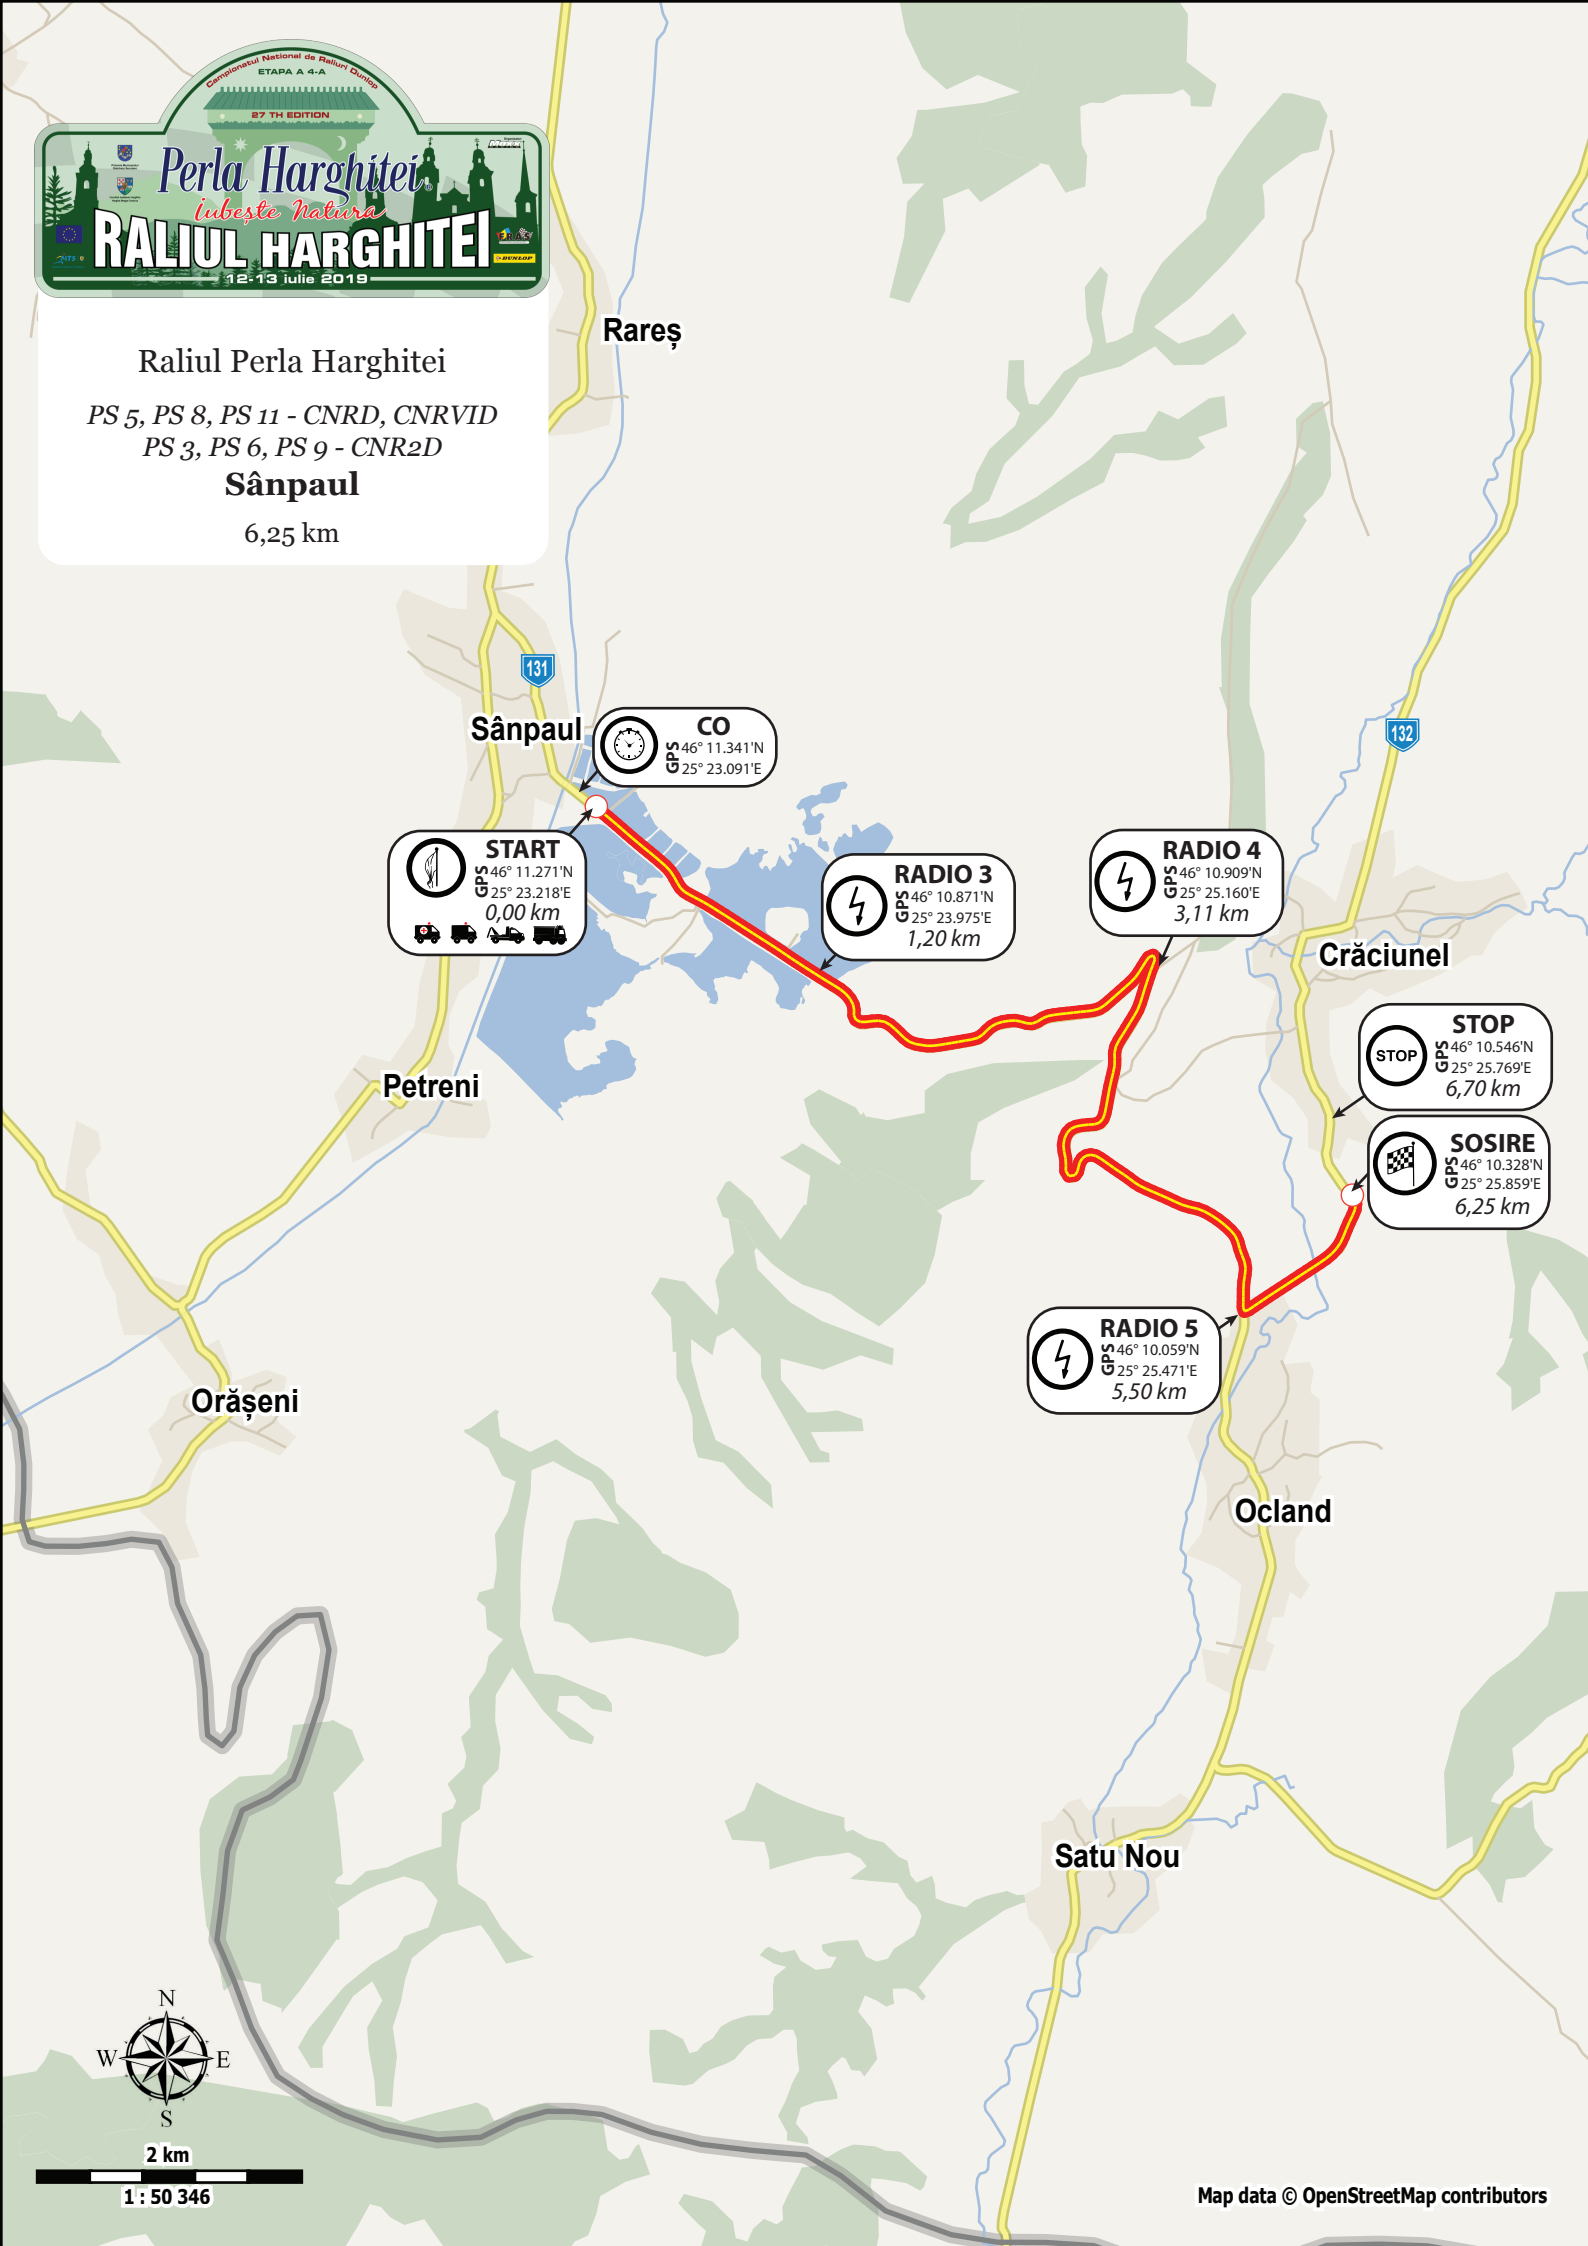 Campionatul Național de Raliuri Dunlop
ETAPA A 4-A
27 TH EDITION
Perla Harghitei
Iubește Natura
RALIUL HARGHITEI
DUNLOP
12-13 iulie 2019
Raliul Perla Harghitei
PS 5, PS 8, PS 11 - CNRD, CNRVID
PS 3, PS 6, PS 9 - CNR2D
Sânpaul
6,25 km
Rareș
131
Sânpaul
CO
GPS
46° 11.341'N
25° 23.091'E
132
START
GPS
46° 11.271'N
25° 23.218'E
0,00 km
RADIO 3
GPS
46° 10.871'N
25° 23.975'E
1,20 km
RADIO 4
GPS
46° 10.909'N
25° 25.160'E
3,11 km
Crăciunel
STOP
STOP
GPS
46° 10.546'N
25° 25.769'E
6,70 km
Petreni
SOSIRE
GPS
46° 10.328'N
25° 25.859'E
6,25 km
RADIO 5
GPS
46° 10.059'N
25° 25.471'E
5,50 km
Orășeni
Ocland
Satu Nou
N
W
E
S
2 km
1 : 50 346
Map data © OpenStreetMap contributors